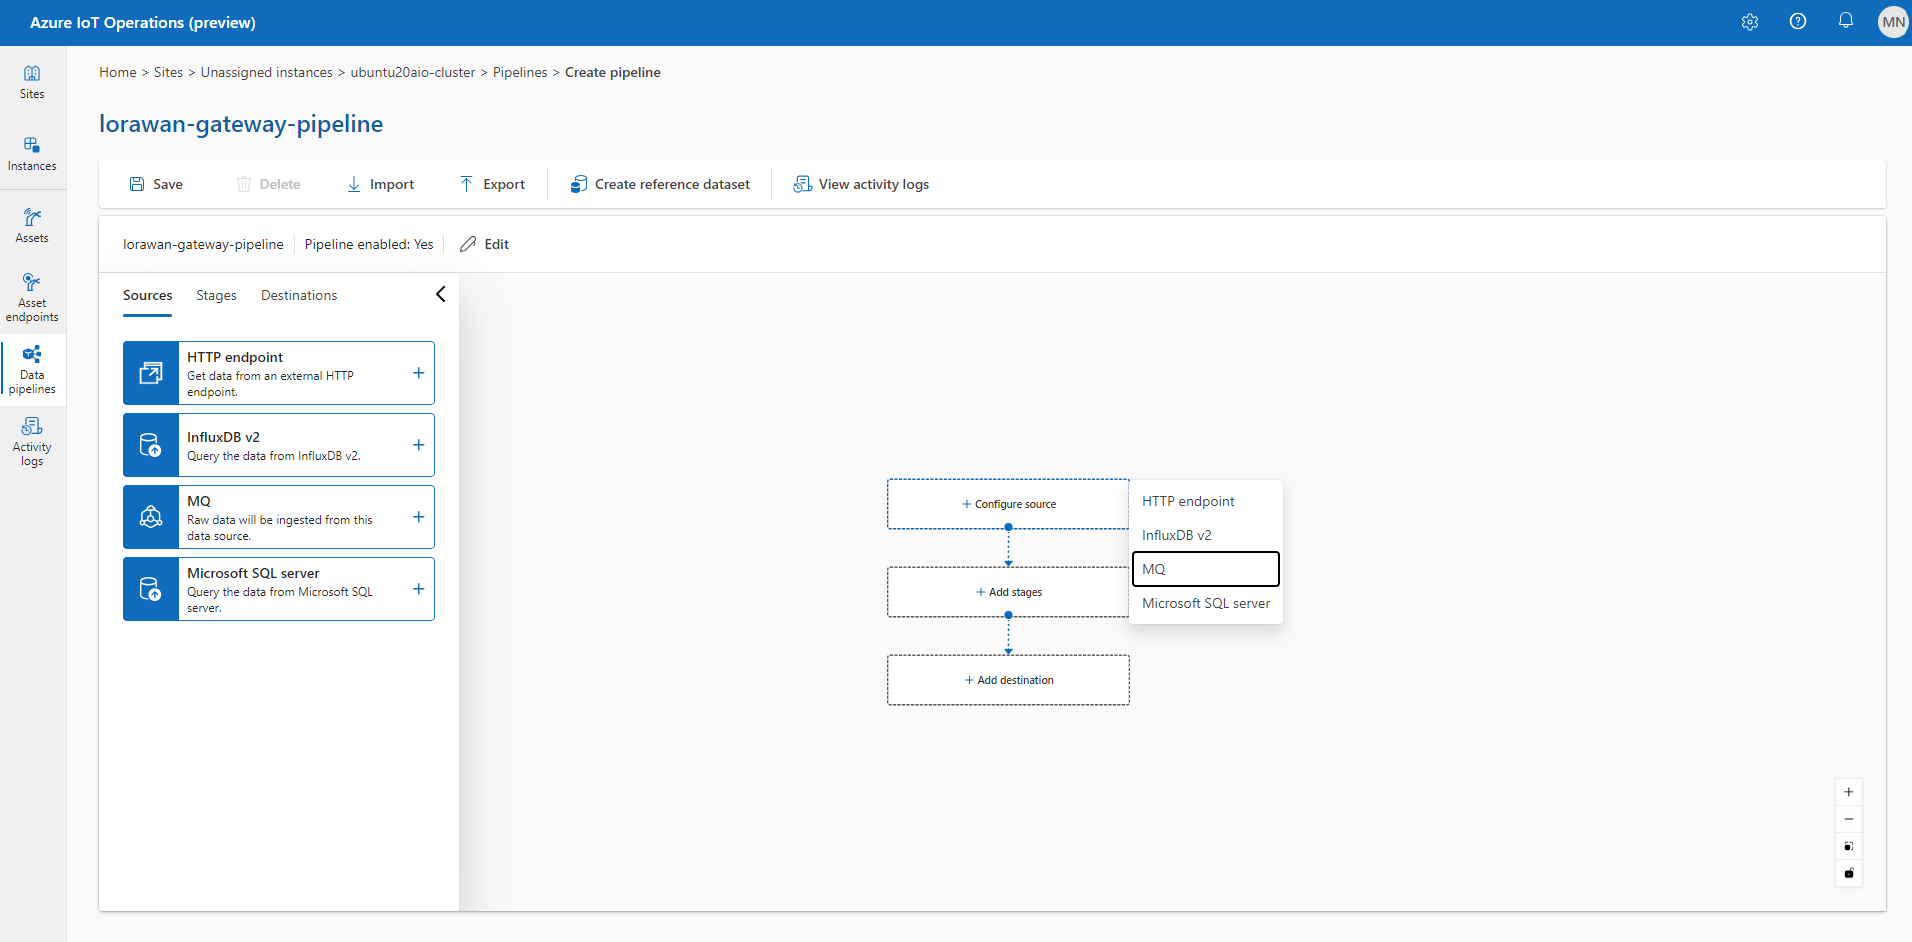 Azure IoT Operations (preview)
MN
Sites
Instances
Assets
Asset
endpoints
Data
pipelines
Activity
logs
Home > Sites > Unassigned instances > ubuntu20aio-cluster > Pipelines > Create pipeline
lorawan-gateway-pipeline
Save
Delete
Import
Export
Create reference dataset
View activity logs
lorawan-gateway-pipeline
Pipeline enabled: Yes
Edit
Sources
Stages
Destinations
HTTP endpoint
Get data from an external HTTP
endpoint.
InfluxDB v2
Query the data from InfluxDB v2.
MQ
Raw data will be ingested from this
data source.
Microsoft SQL server
Query the data from Microsoft SQL
server.
+ Configure source
+ Add stages
+ Add destination
HTTP endpoint
InfluxDB v2
MQ
Microsoft SQL server